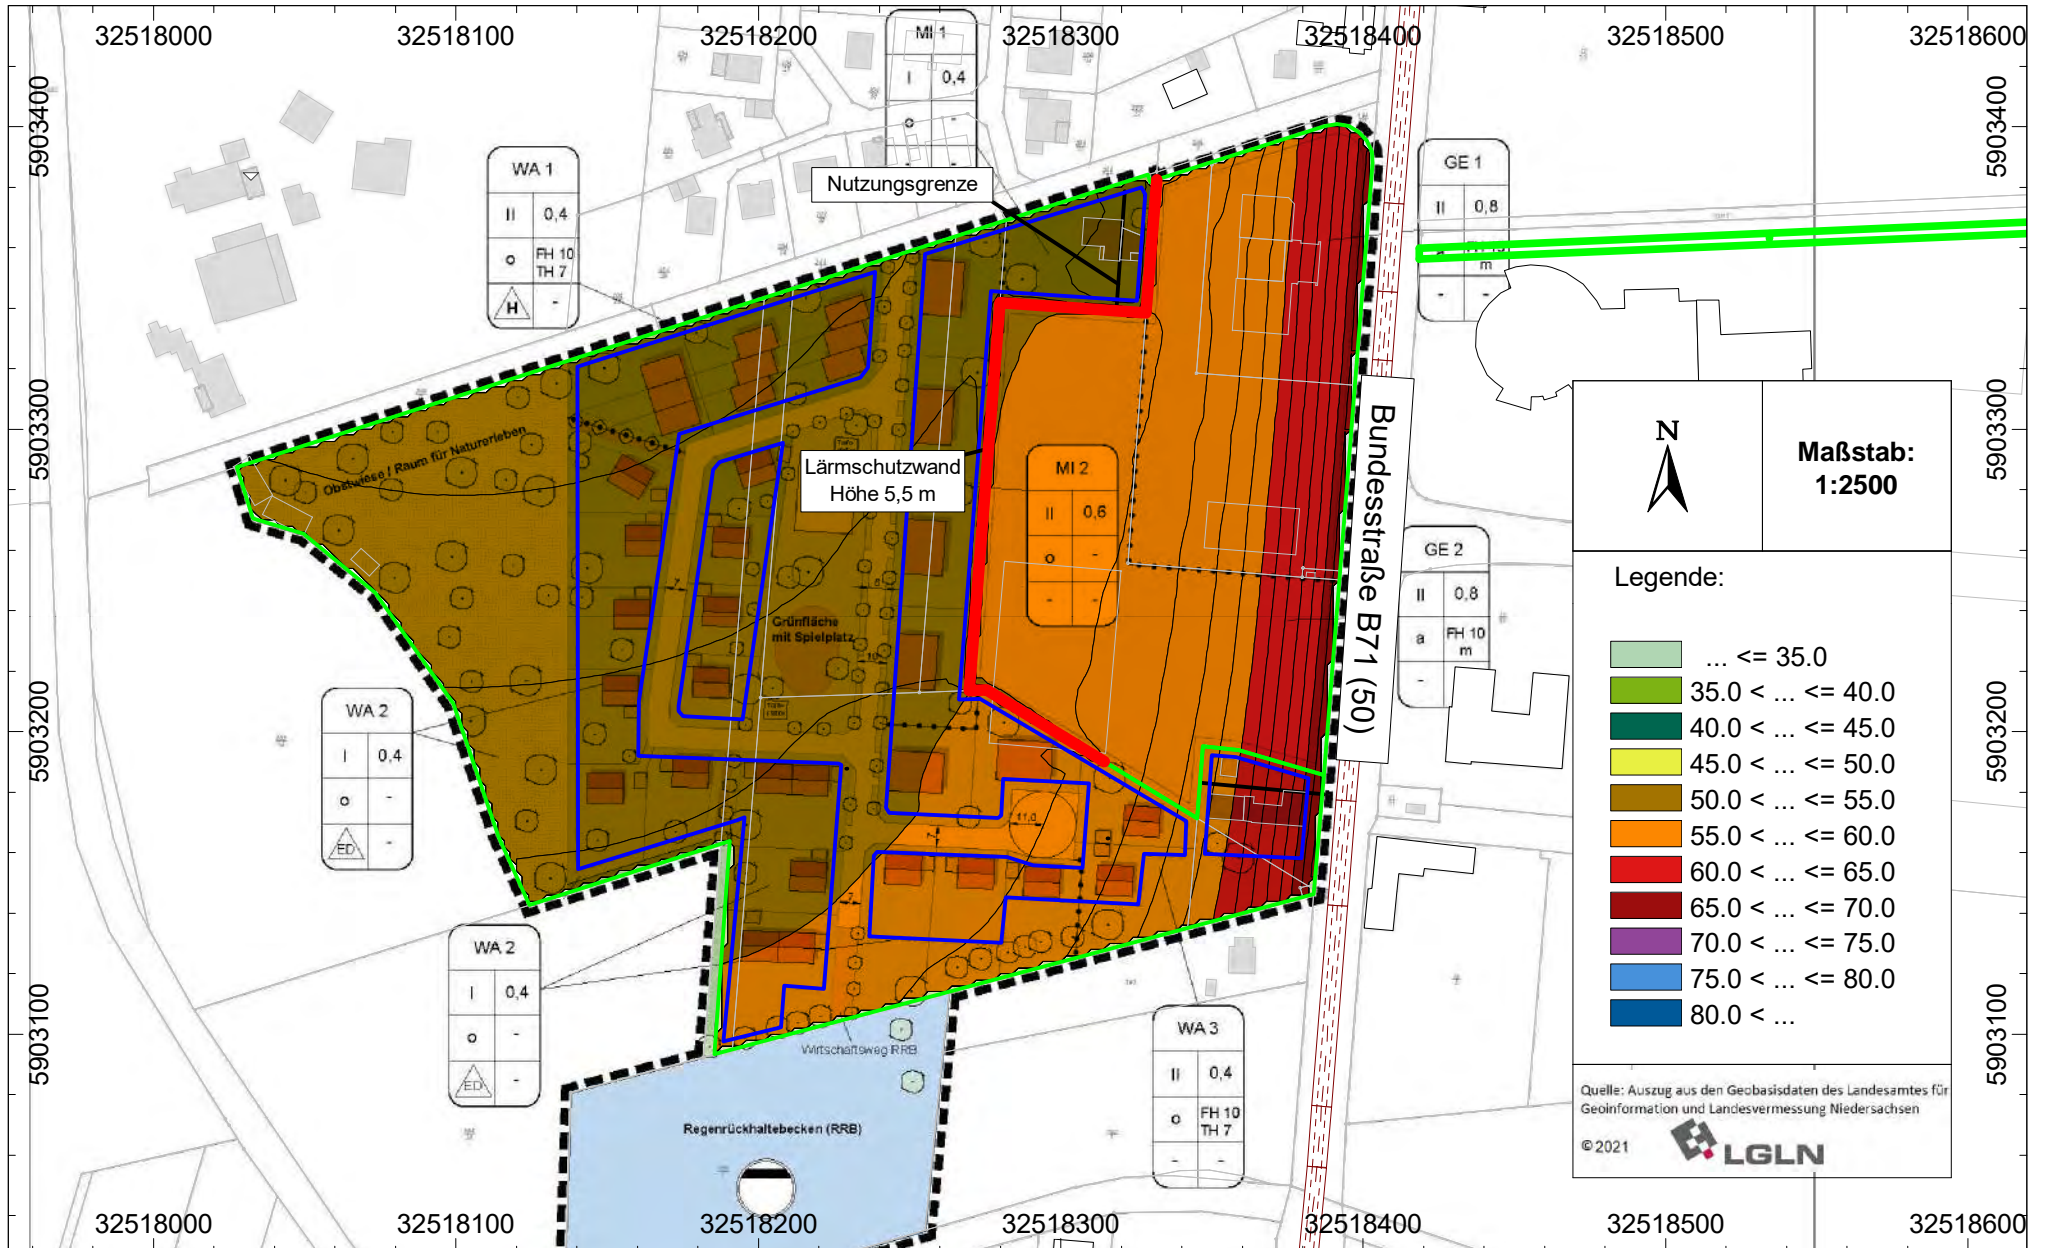 32518000
32518100
32518200
32518300
32518400
32518500
32518600
5903400
5903300
5903200
5903100
5903400
5903300
5903200
5903100
MI 1
I 0,4
o -
- -
WA 1
II 0,4
o FH 10
TH 7
H -
Nutzungsgrenze
GE 1
II 0,8
m
- -
Obstwiese / Raum für Naturerleben
Lärmschutzwand
Höhe 5,5 m
MI 2
II 0,6
o -
- -
Bundesstraße B71 (50)
GE 2
II 0,8
a FH 10
m
-
Grünfläche
mit Spielplatz
10
11,0
WA 2
I 0,4
o -
ED -
WA 2
I 0,4
o -
ED -
WA 3
II 0,4
o FH 10
TH 7
- -
Wirtschaftsweg RRB
Regenrückhaltebecken (RRB)
N
Maßstab:
1:2500
Legende:
... <= 35.0
35.0 < ... <= 40.0
40.0 < ... <= 45.0
45.0 < ... <= 50.0
50.0 < ... <= 55.0
55.0 < ... <= 60.0
60.0 < ... <= 65.0
65.0 < ... <= 70.0
70.0 < ... <= 75.0
75.0 < ... <= 80.0
80.0 < ...
Quelle: Auszug aus den Geobasisdaten des Landesamtes für
Geoinformation und Landesvermessung Niedersachsen
©2021
LGLN
32518000
32518100
32518200
32518300
32518400
32518500
32518600